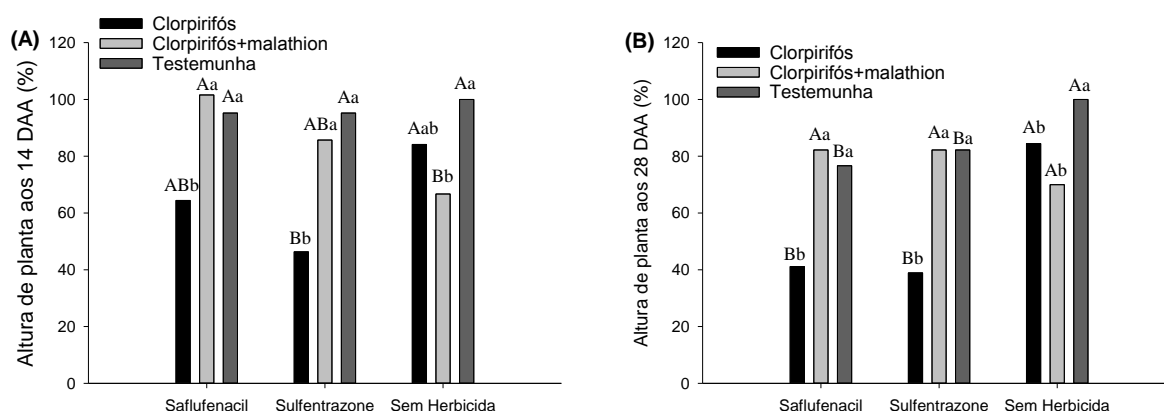 (A)
Clorpirifós
Clorpirifós+malathion
Testemunha
Altura de planta aos 14 DAA (%)
120
100
80
60
40
20
0
ABb
Aa
Aa
Bb
ABa
Aa
Aab
Bb
Aa
Saflufenacil Sulfentrazone Sem Herbicida
(B)
Clorpirifós
Clorpirifós+malathion
Testemunha
Altura de planta aos 28 DAA (%)
120
100
80
60
40
20
0
Bb
Aa
Ba
Bb
Aa
Ba
Ab
Ab
Aa
Saflufenacil Sulfentrazone Sem Herbicida